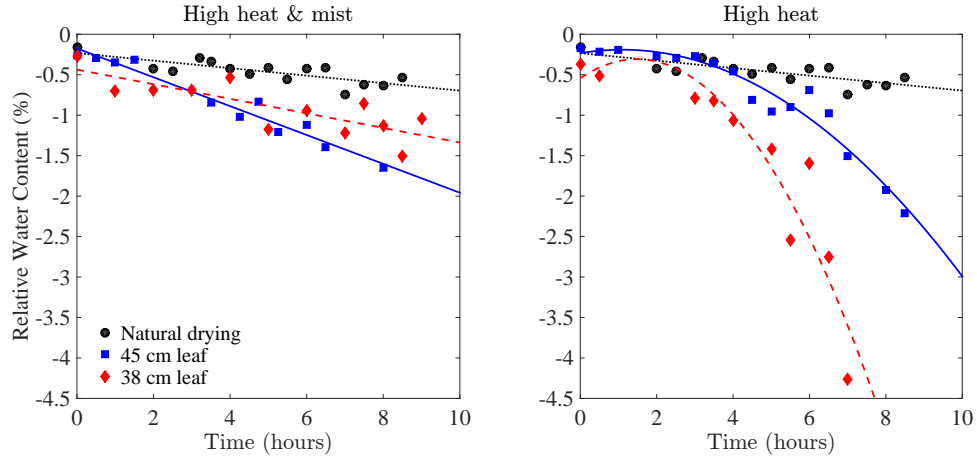 High heat & mist
High heat
Relative Water Content (%)
0
-0.5
-1
-1.5
-2
-2.5
-3
-3.5
-4
-4.5
Natural drying
45 cm leaf
38 cm leaf
0 2 4 6 8 10
Time (hours)
0
-0.5
-1
-1.5
-2
-2.5
-3
-3.5
-4
-4.5
0 2 4 6 8 10
Time (hours)